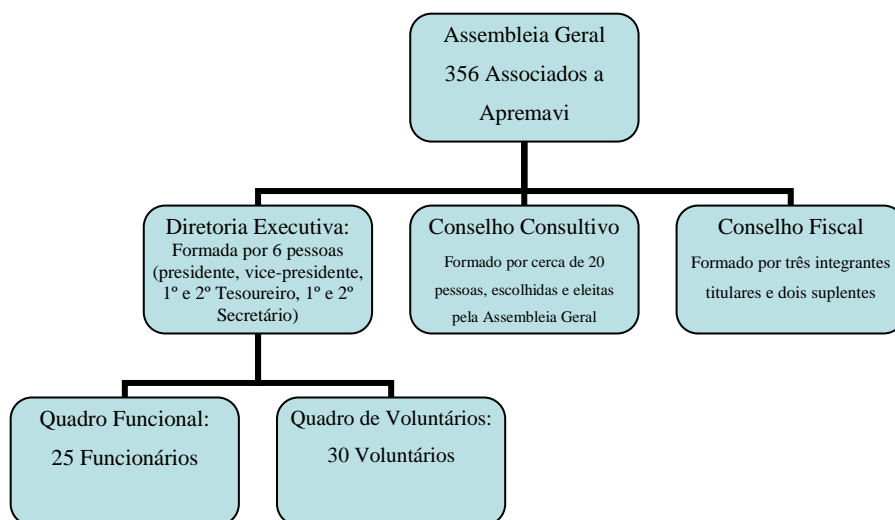 Assembleia Geral
356 Associados a
Apremavi
Diretoria Executiva:
Formada por 6 pessoas
(presidente, vice-presidente,
1º e 2º Tesoureiro, 1º e 2º
Secretário)
Conselho Consultivo
Formado por cerca de 20
pessoas, escolhidas e eleitas
pela Assembleia Geral
Conselho Fiscal
Formado por três integrantes
titulares e dois suplentes
Quadro Funcional:
25 Funcionários
Quadro de Voluntários:
30 Voluntários